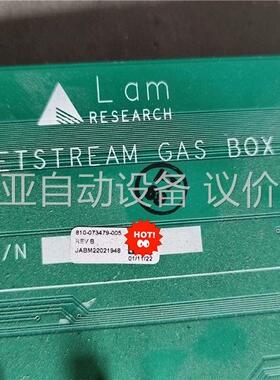 Lam
RESEARCH
ETSTREAM GAS BOX
亚自动设备 议价
/N
810-073479-005
REV B
JABM22021948
HOT!
01/11/22